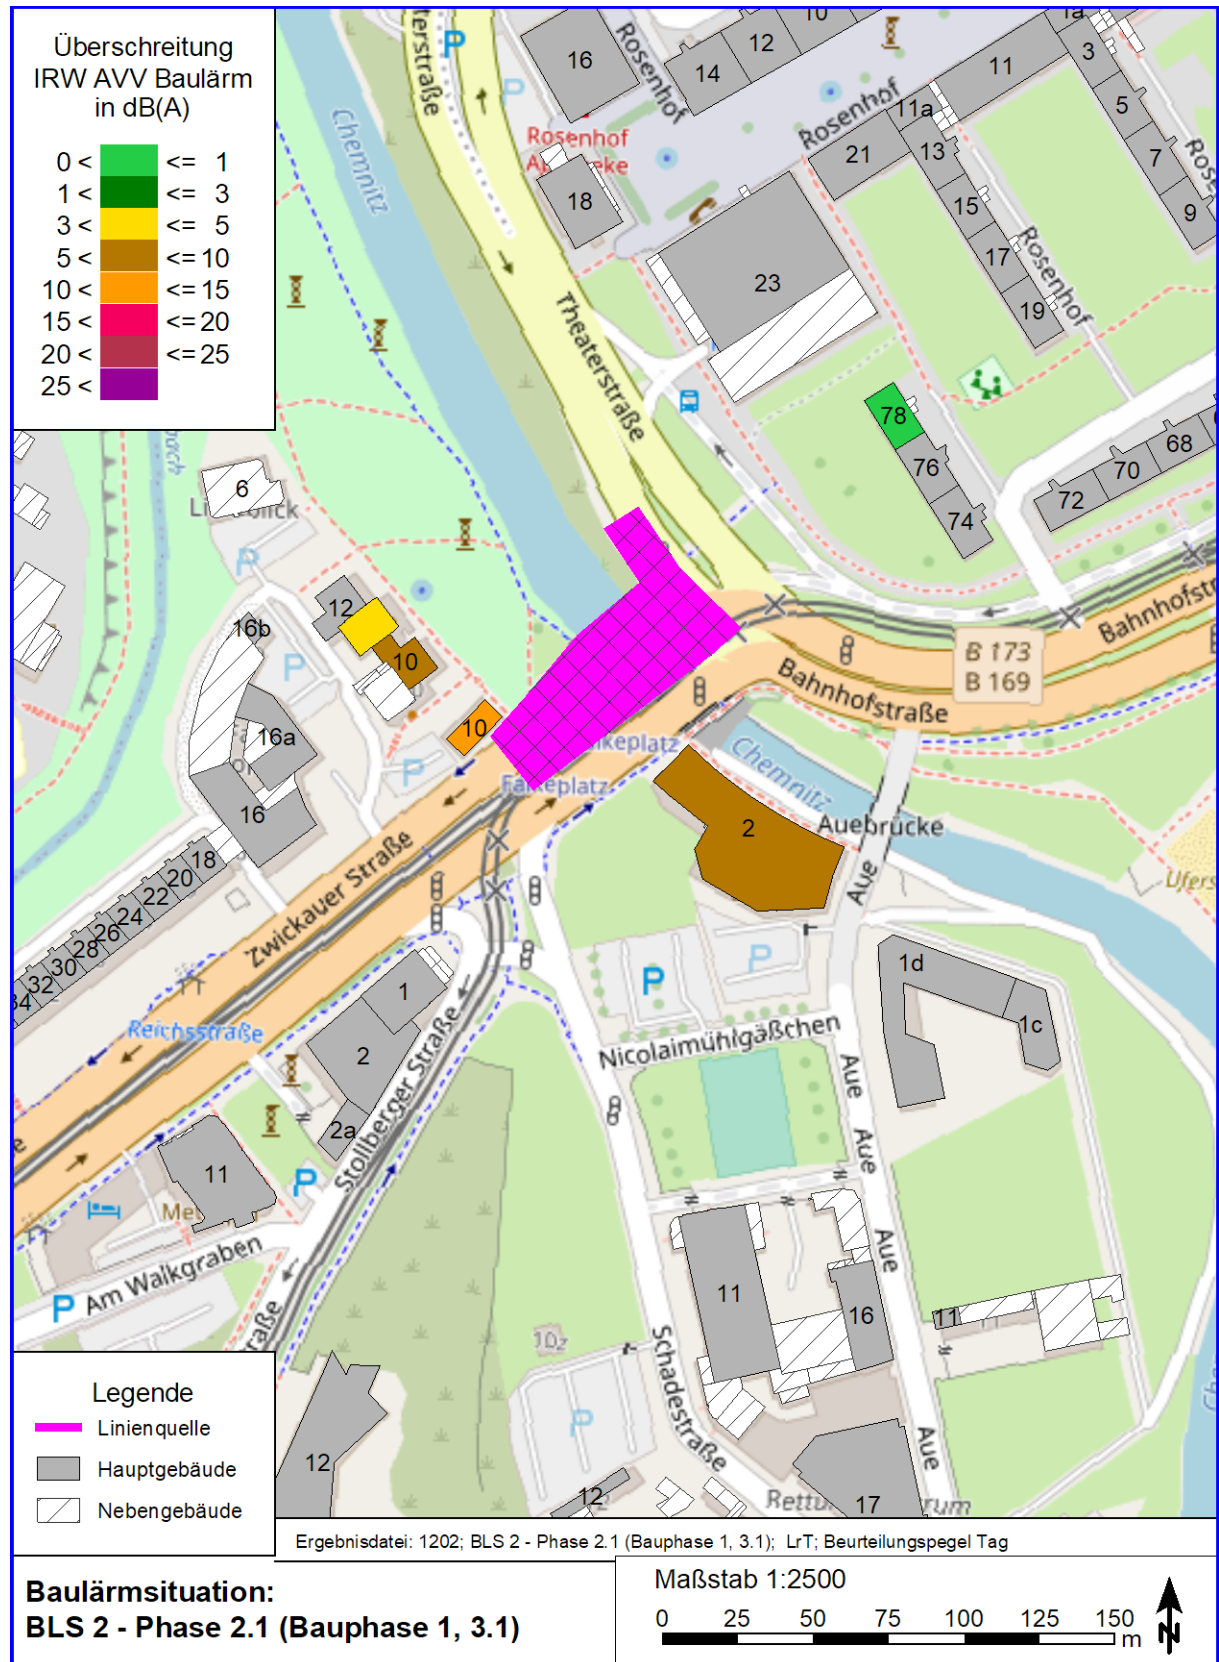 Überschreitung
IRW AVV Baulärm
in dB(A)
0 < <= 1
1 < <= 3
3 < <= 5
5 < <= 10
10 < <= 15
15 < <= 20
20 < <= 25
25 <
P
16
Rosenhof
14
12
10
11
1a
3
5
7
9
Chemnitz
P
Rosenhof
18
Rosenhof
11a
21
13
15
17
19
Rosenhof
23
Theaterstraße
78
76
74
72
70
68
6
P
12
10
16b
P
16a
10
P
16
B 173
B 169
Bahnhofstraße
Falkeplatz
Chemnitz
Auebrücke
Aue
2
Zwickauer Straße
18
20
22
24
26
28
30
32
34
Reichsstraße
1
2
2a
Stollberger Straße
P
P
1d
1c
Nicolaimühlgäßchen
Aue
Aue
Aue
Aue
11
P
Am Walkgraben
P
11
16
11
10z
Schadestraße
P
12
12
17
Legende
Linienquelle
Hauptgebäude
Nebengebäude
Ergebnisdatei: 1202; BLS 2 - Phase 2.1 (Bauphase 1, 3.1); LrT; Beurteilungspegel Tag
Baulärmsituation:
BLS 2 - Phase 2.1 (Bauphase 1, 3.1)
Maßstab 1:2500
0 25 50 75 100 125 150
m
N